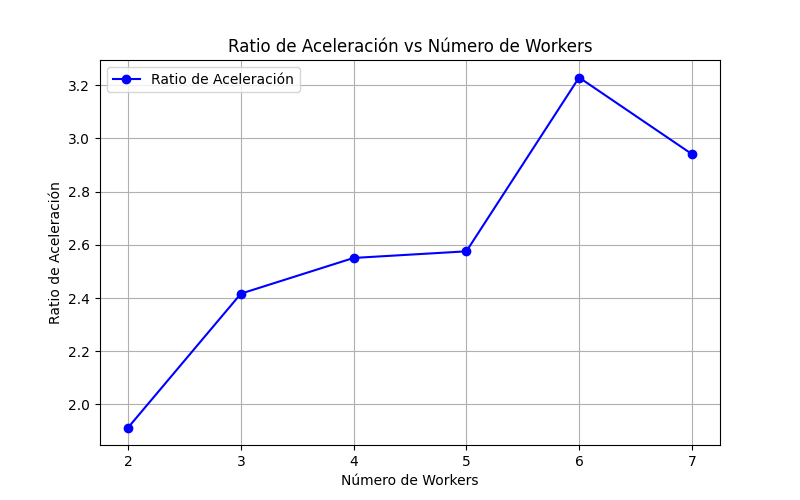 Ratio de Aceleración vs Número de Workers
Ratio de Aceleración
3.2
3.0
2.8
2.6
2.4
2.2
2.0
Ratio de Aceleración
2 3 4 5 6 7
Número de Workers